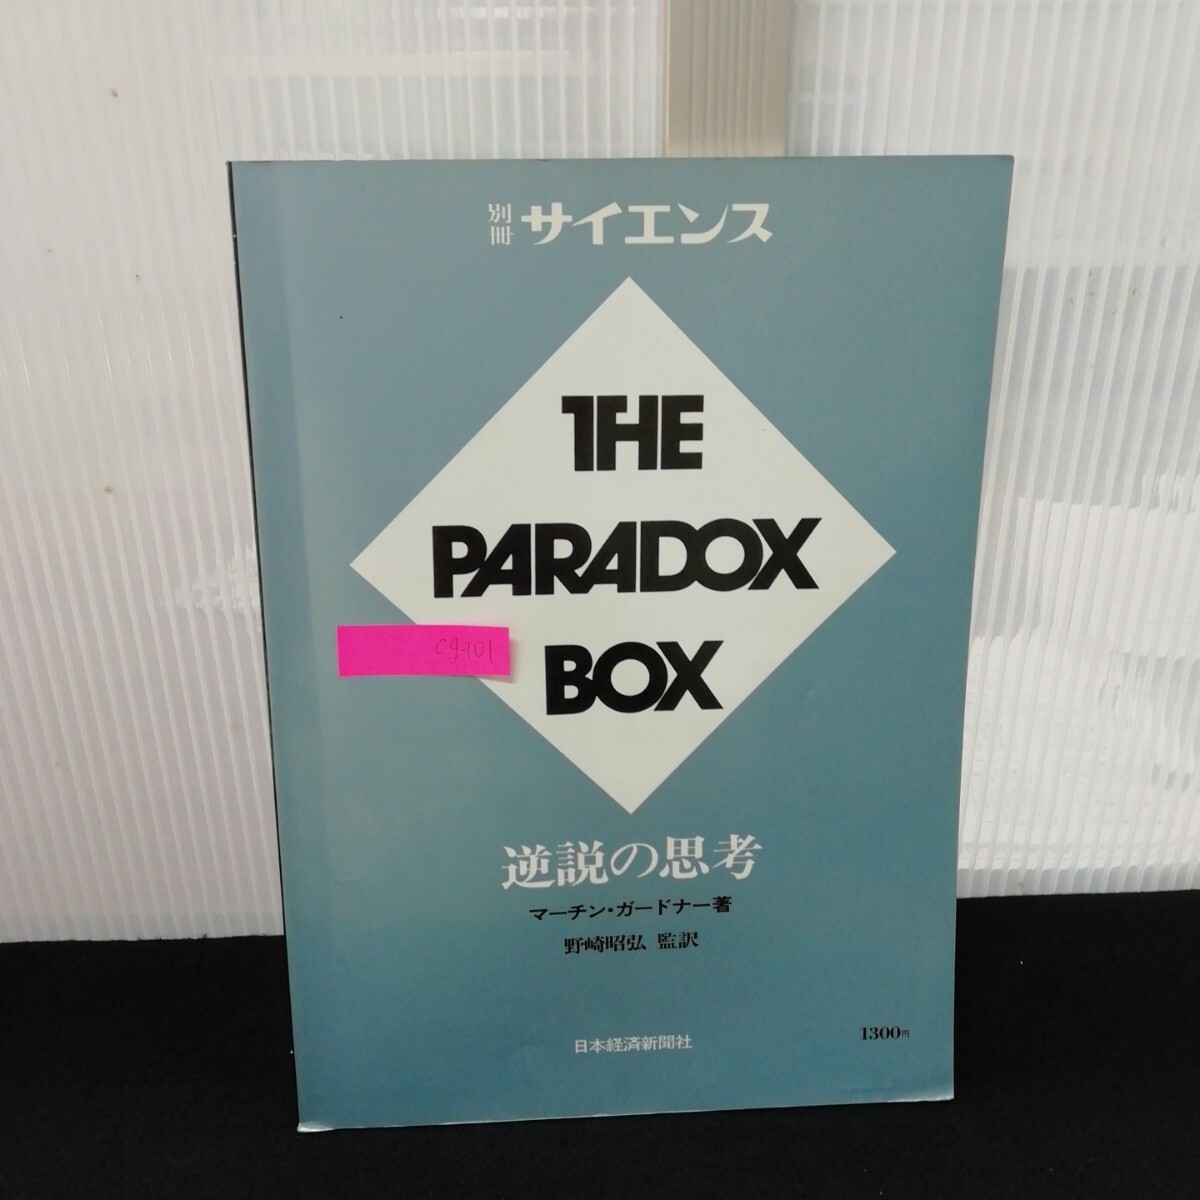 別冊 サイエンス
THE
PARADOX
BOX
cg-101
逆説の思考
マーチン・ガードナー著
野崎昭弘 監訳
日本経済新聞社
1300円